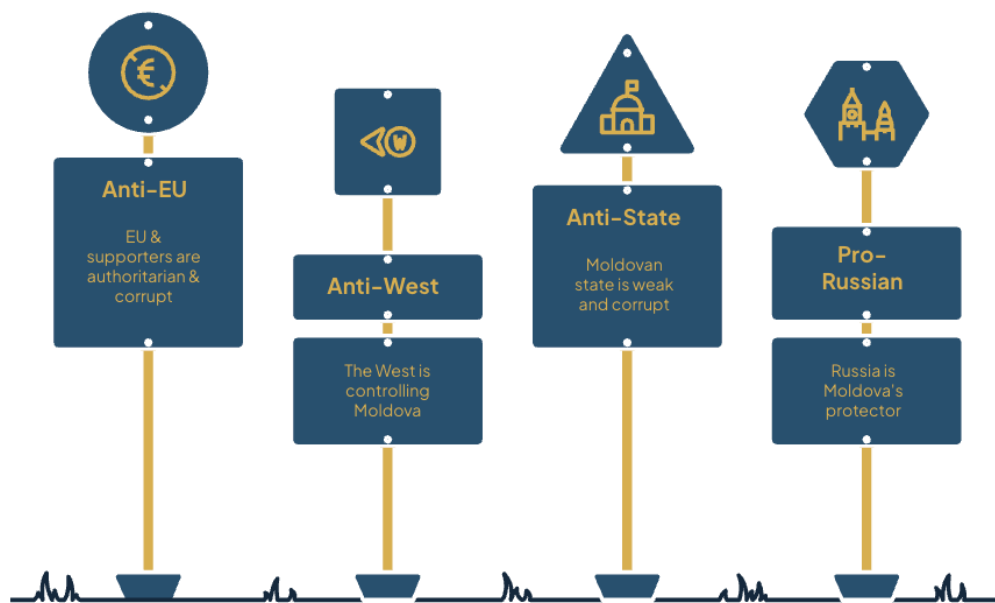 €
Anti-EU
EU &
supporters are
authoritarian &
corrupt
W
Anti-West
The West is
controlling
Moldova
Anti-State
Moldovan
state is weak
and corrupt
Pro-
Russian
Russia is
Moldova's
protector